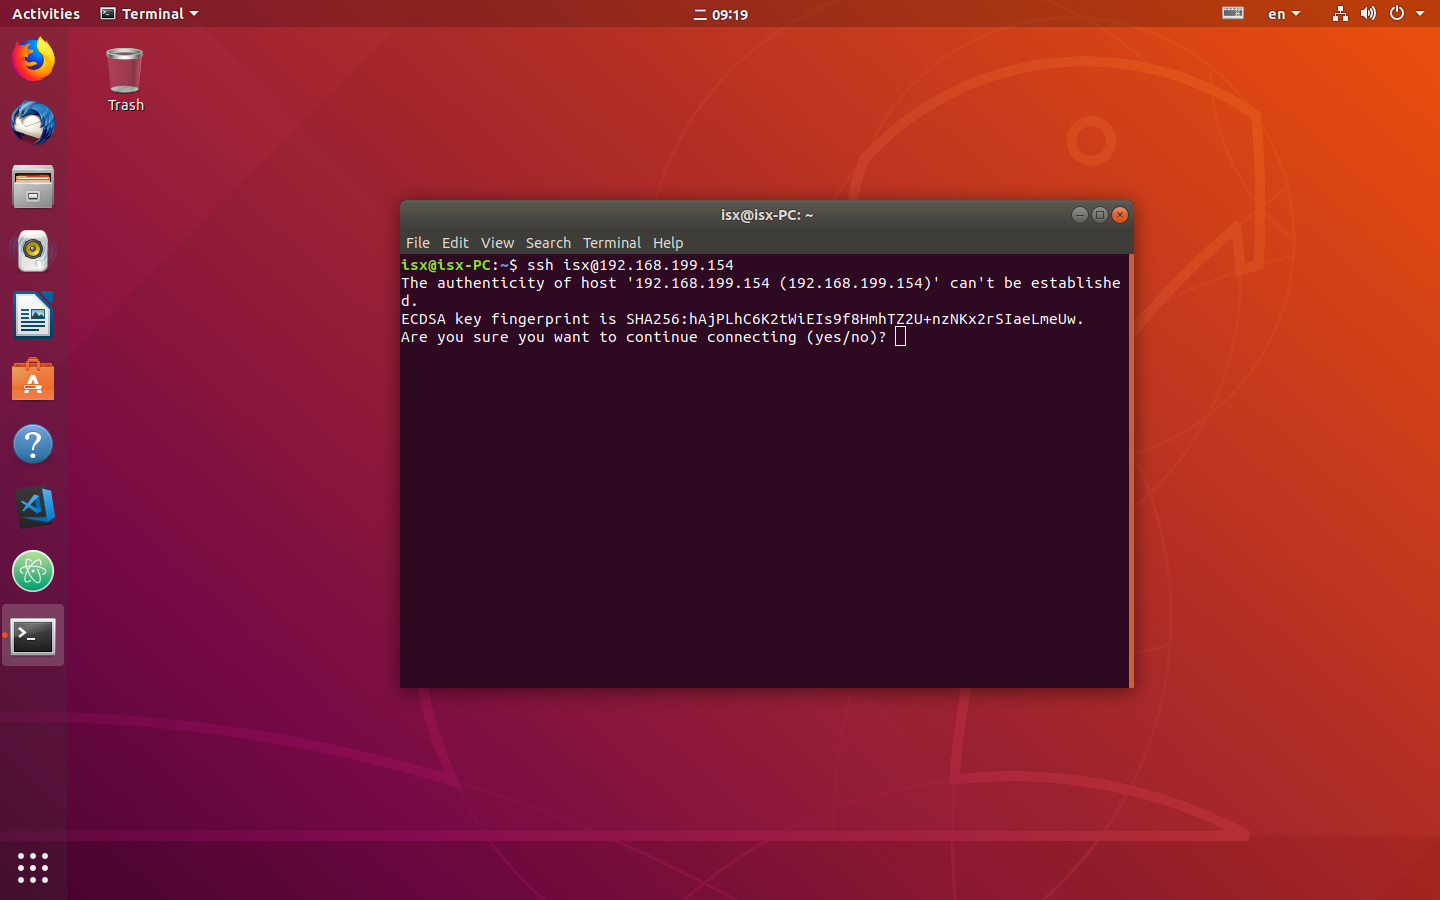 Activities Terminal 二 09:19 en
Trash
isx@isx-PC: ~
File Edit View Search Terminal Help
isx@isx-PC:~$ ssh isx@192.168.199.154
The authenticity of host '192.168.199.154 (192.168.199.154)' can't be establishe
d.
ECDSA key fingerprint is SHA256:hAjPLhC6K2tWiEIs9f8HmhTZ2U+nzNKx2rSIaeLmeUw.
Are you sure you want to continue connecting (yes/no)?